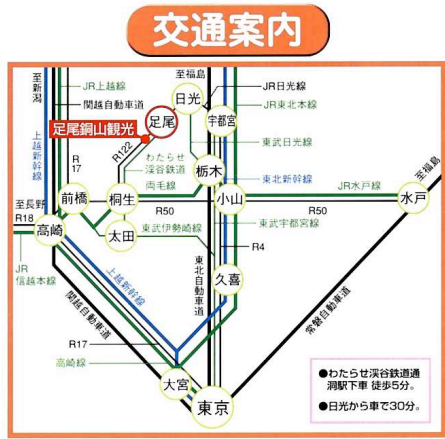 交通案内
至新潟
JR上越線
関越自動車道
至福島
JR日光線
JR東北本線
日光
足尾
宇都宮
足尾銅山観光
上越新幹線
R122
R
17
わたらせ
渓谷鉄道
両毛線
栃木
東武日光線
東北新幹線
至福島
JR水戸線
前橋
桐生
小山
水戸
至長野
R18
R50
R50
高崎
太田
東武伊勢崎線
東武宇都宮線
R4
JR
信越本線
上越新幹線
東北自動車道
久喜
関越自動車道
常磐自動車道
R17
高崎線
大宮
東京
●わたらせ渓谷鉄道通
洞駅下車 徒歩5分。
●日光から車で30分。